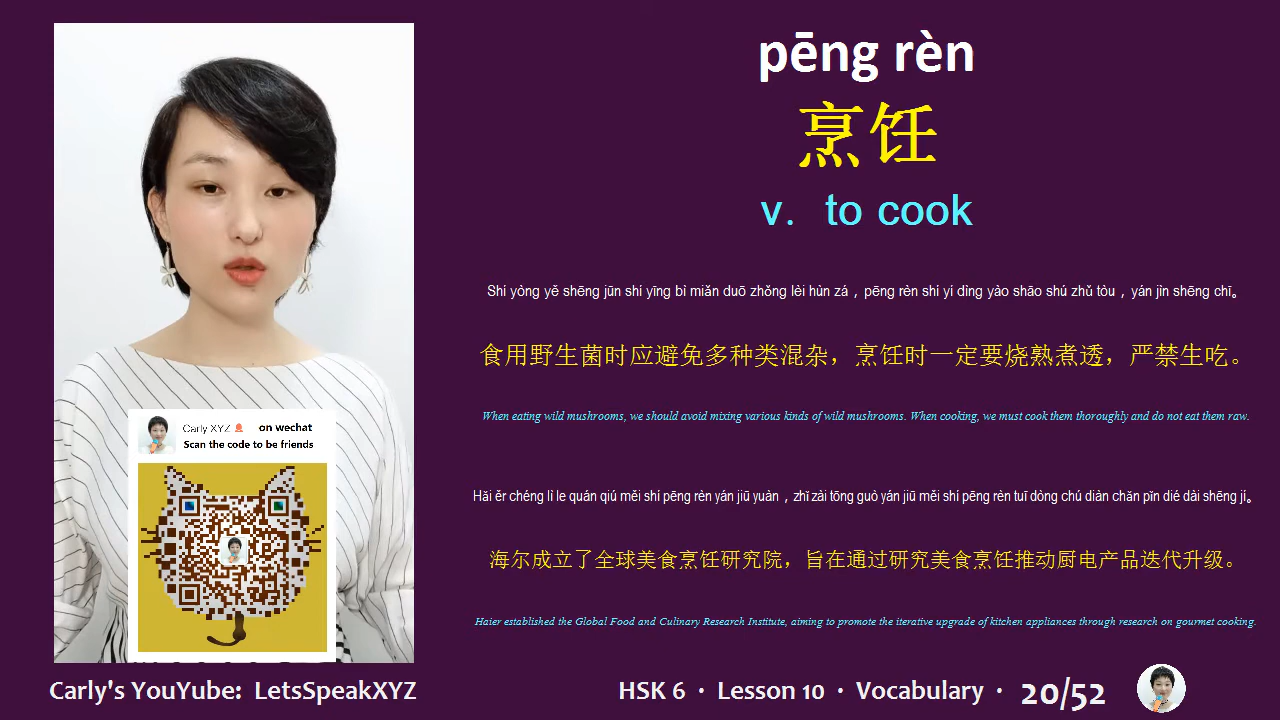 pēng rèn
烹饪
v. to cook
Shí yòng yě shēng jūn shí yīng bì miǎn duō zhǒng lèi hùn zá，pēng rèn shí yí dìng yào shāo shú zhǔ tòu，yán jìn shēng chī。
食用野生菌时应避免多种类混杂，烹饪时一定要烧熟煮透，严禁生吃。
When eating wild mushrooms, we should avoid mixing various kinds of wild mushrooms. When cooking, we must cook them thoroughly and do not eat them raw.
Hǎi ěr chéng lì le quán qiú měi shí pēng rèn yán jiū yuàn，zhǐ zài tōng guò yán jiū měi shí pēng rèn tuī dòng chú diàn chǎn pǐn dié dài shēng jí。
海尔成立了全球美食烹饪研究院，旨在通过研究美食烹饪推动厨电产品迭代升级。
Haier established the Global Food and Culinary Research Institute, aiming to promote the iterative upgrade of kitchen appliances through research on gourmet cooking.
Carly XYZ on wechat
Scan the code to be friends
Carly's YouYube: LetsSpeakXYZ
HSK 6 · Lesson 10 · Vocabulary · 20/52